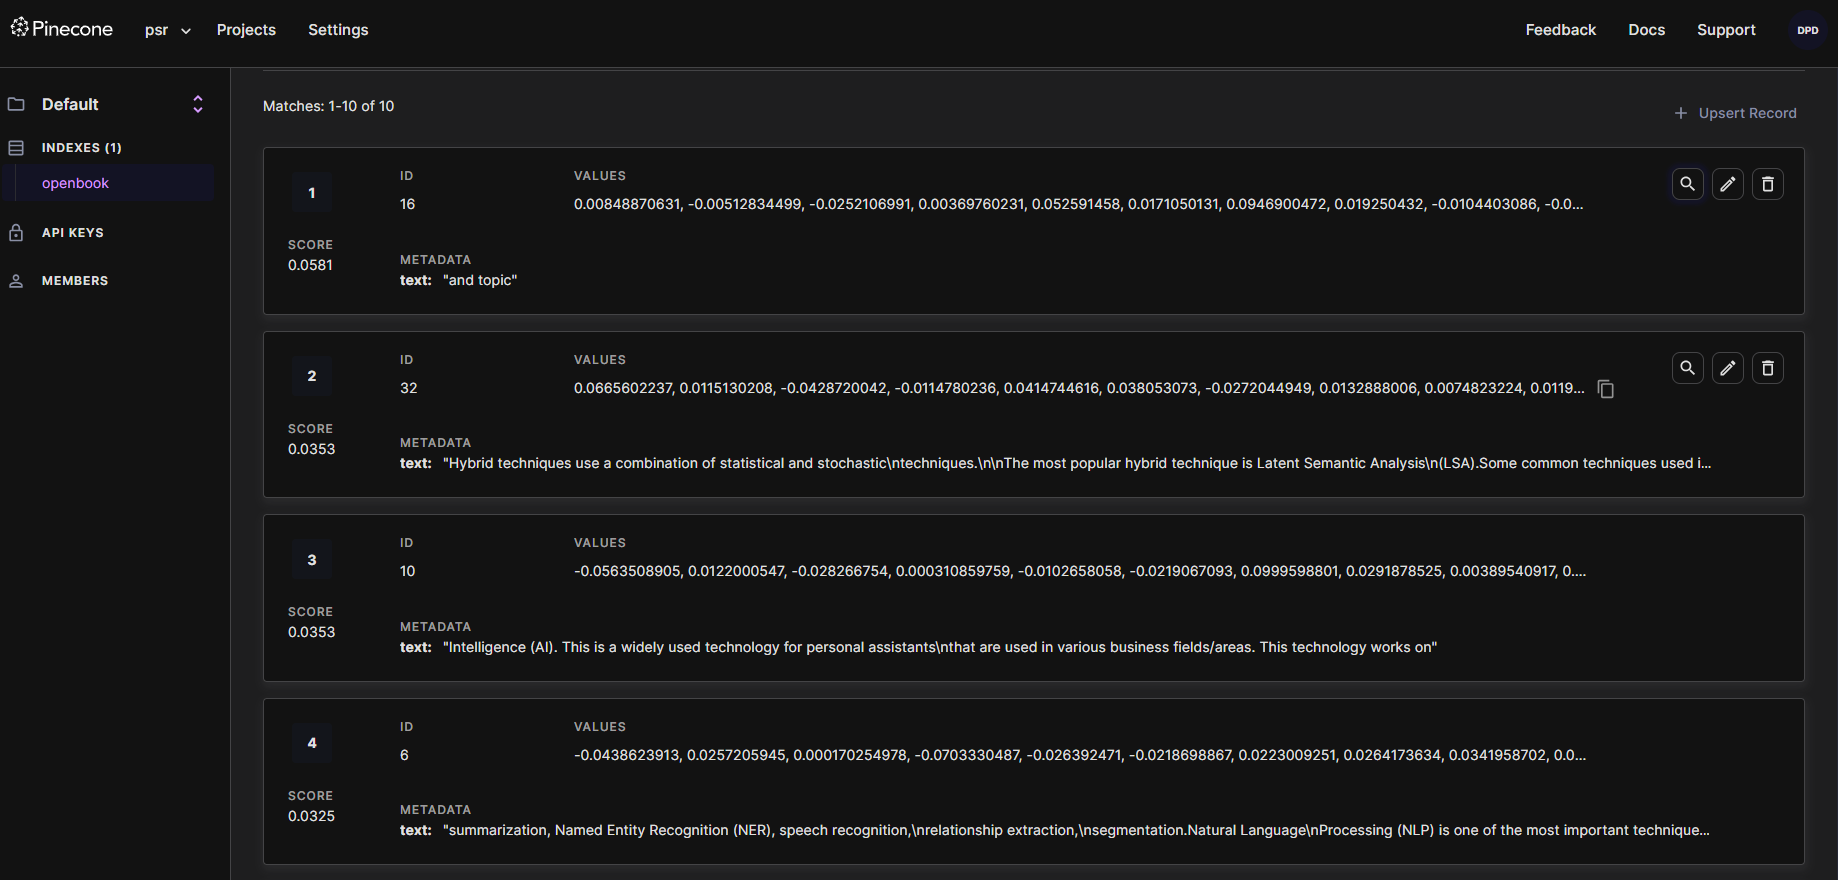 Pinecone psr Projects Settings Feedback Docs Support DPD
Default
INDEXES (1)
openbook
API KEYS
MEMBERS
Matches: 1-10 of 10
+ Upsert Record
1
ID VALUES
16 0.00848870631, -0.00512834499, -0.0252106991, 0.00369760231, 0.052591458, 0.0171050131, 0.0946900472, 0.019250432, -0.0104403086, -0.0...
SCORE
0.0581
METADATA
text: "and topic"
2
ID VALUES
32 0.0665602237, 0.0115130208, -0.0428720042, -0.0114780236, 0.0414744616, 0.038053073, -0.0272044949, 0.0132888006, 0.0074823224, 0.0119...
SCORE
0.0353
METADATA
text: "Hybrid techniques use a combination of statistical and stochastic\ntechniques.\n\nThe most popular hybrid technique is Latent Semantic Analysis\n(LSA).Some common techniques used i...
3
ID VALUES
10 -0.0563508905, 0.0122000547, -0.028266754, 0.000310859759, -0.0102658058, -0.0219067093, 0.0999598801, 0.0291878525, 0.00389540917, 0....
SCORE
0.0353
METADATA
text: "Intelligence (AI). This is a widely used technology for personal assistants\nthat are used in various business fields/areas. This technology works on"
4
ID VALUES
6 -0.0438623913, 0.0257205945, 0.000170254978, -0.0703330487, -0.026392471, -0.0218698867, 0.0223009251, 0.0264173634, 0.0341958702, 0.0...
SCORE
0.0325
METADATA
text: "summarization, Named Entity Recognition (NER), speech recognition,\nrelationship extraction,\nsegmentation.Natural Language\nProcessing (NLP) is one of the most important technique...